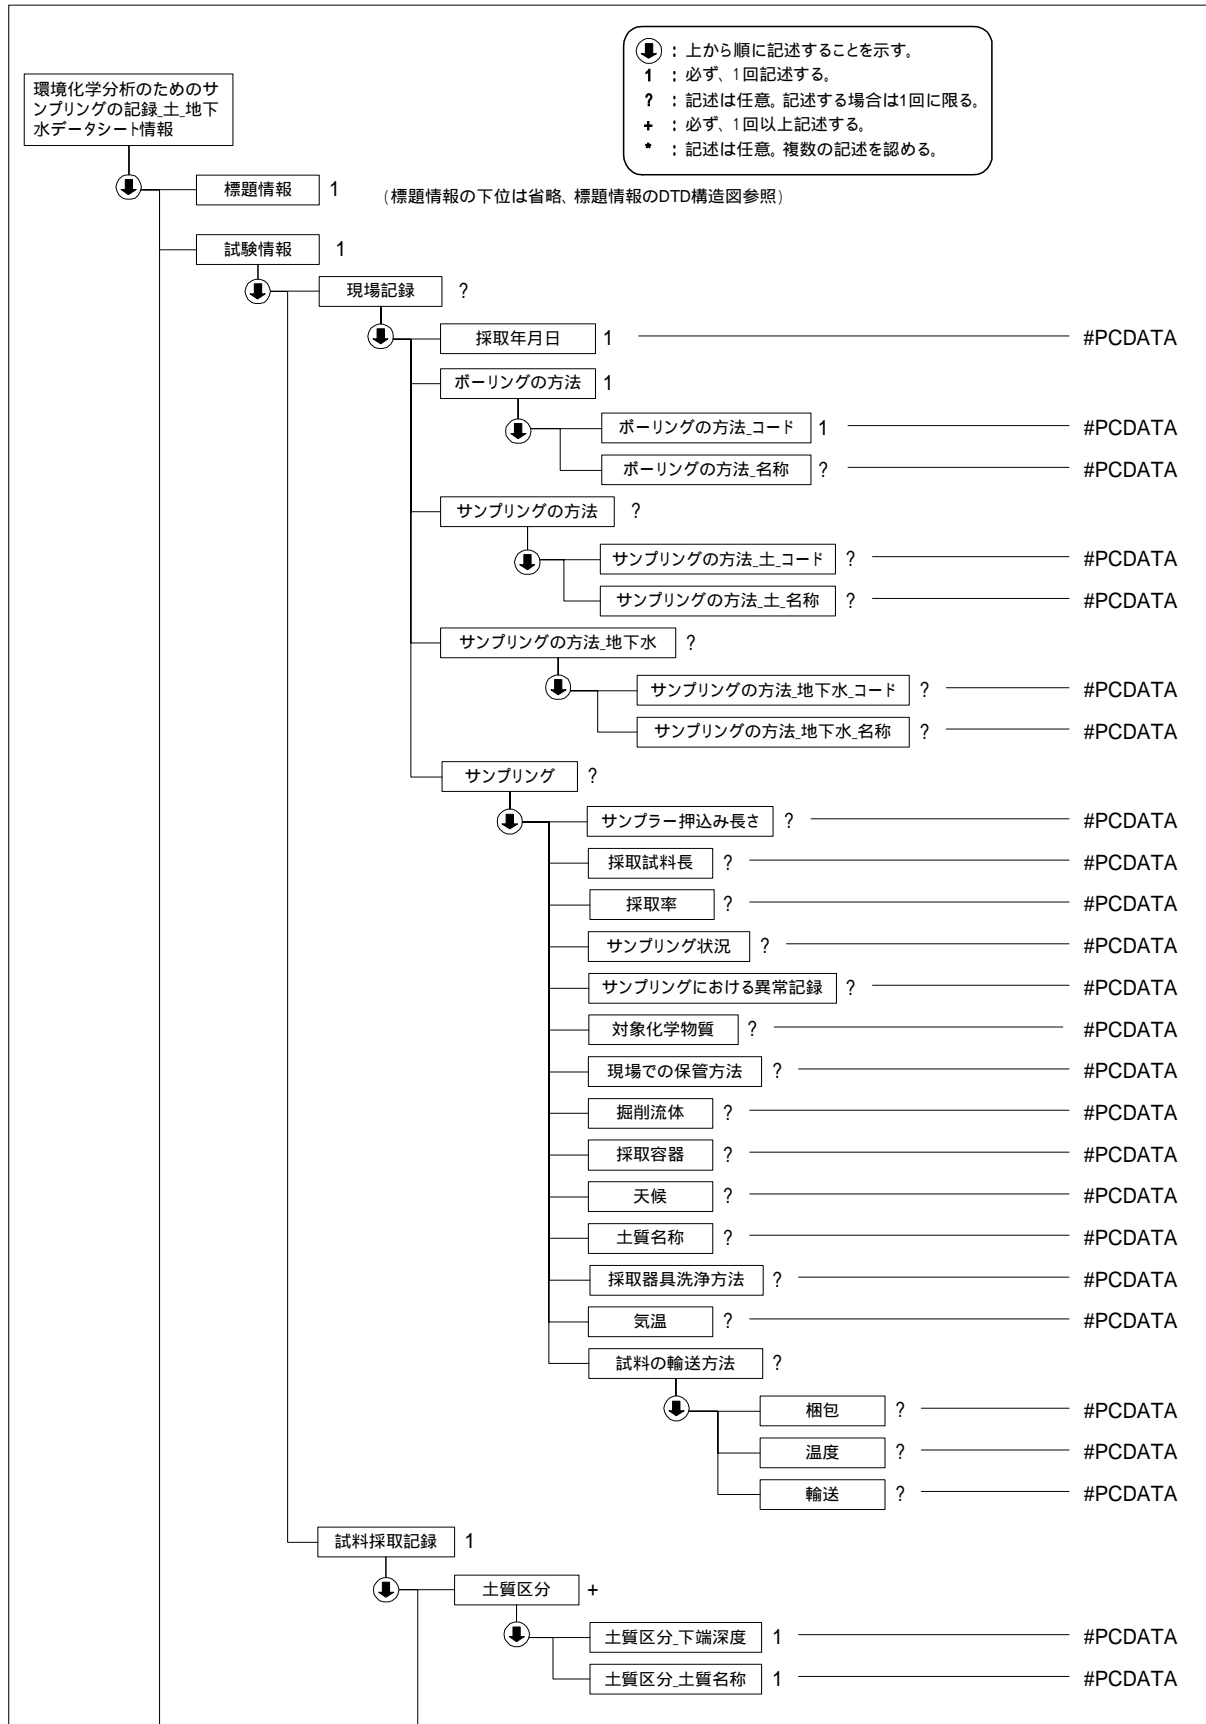 ：上から順に記述することを示す。
1 ：必ず、1回記述する。
? ：記述は任意。記述する場合は1回に限る。
+ ：必ず、1回以上記述する。
* ：記述は任意。複数の記述を認める。
環境化学分析のためのサ
ンプリングの記録_土_地下
水データシート情報
標題情報 1 (標題情報の下位は省略、標題情報のDTD構造図参照)
試験情報 1
現場記録 ?
採取年月日 1 #PCDATA
ボーリングの方法 1
ボーリングの方法_コード 1 #PCDATA
ボーリングの方法_名称 ? #PCDATA
サンプリングの方法 ?
サンプリングの方法_土_コード ? #PCDATA
サンプリングの方法_土_名称 ? #PCDATA
サンプリングの方法_地下水 ?
サンプリングの方法_地下水_コード ? #PCDATA
サンプリングの方法_地下水_名称 ? #PCDATA
サンプリング ?
サンプラー押込み長さ ? #PCDATA
採取試料長 ? #PCDATA
採取率 ? #PCDATA
サンプリング状況 ? #PCDATA
サンプリングにおける異常記録 ? #PCDATA
対象化学物質 ? #PCDATA
現場での保管方法 ? #PCDATA
掘削流体 ? #PCDATA
採取容器 ? #PCDATA
天候 ? #PCDATA
土質名称 ? #PCDATA
採取器具洗浄方法 ? #PCDATA
気温 ? #PCDATA
試料の輸送方法 ?
梱包 ? #PCDATA
温度 ? #PCDATA
輸送 ? #PCDATA
試料採取記録 1
土質区分 +
土質区分_下端深度 1 #PCDATA
土質区分_土質名称 1 #PCDATA